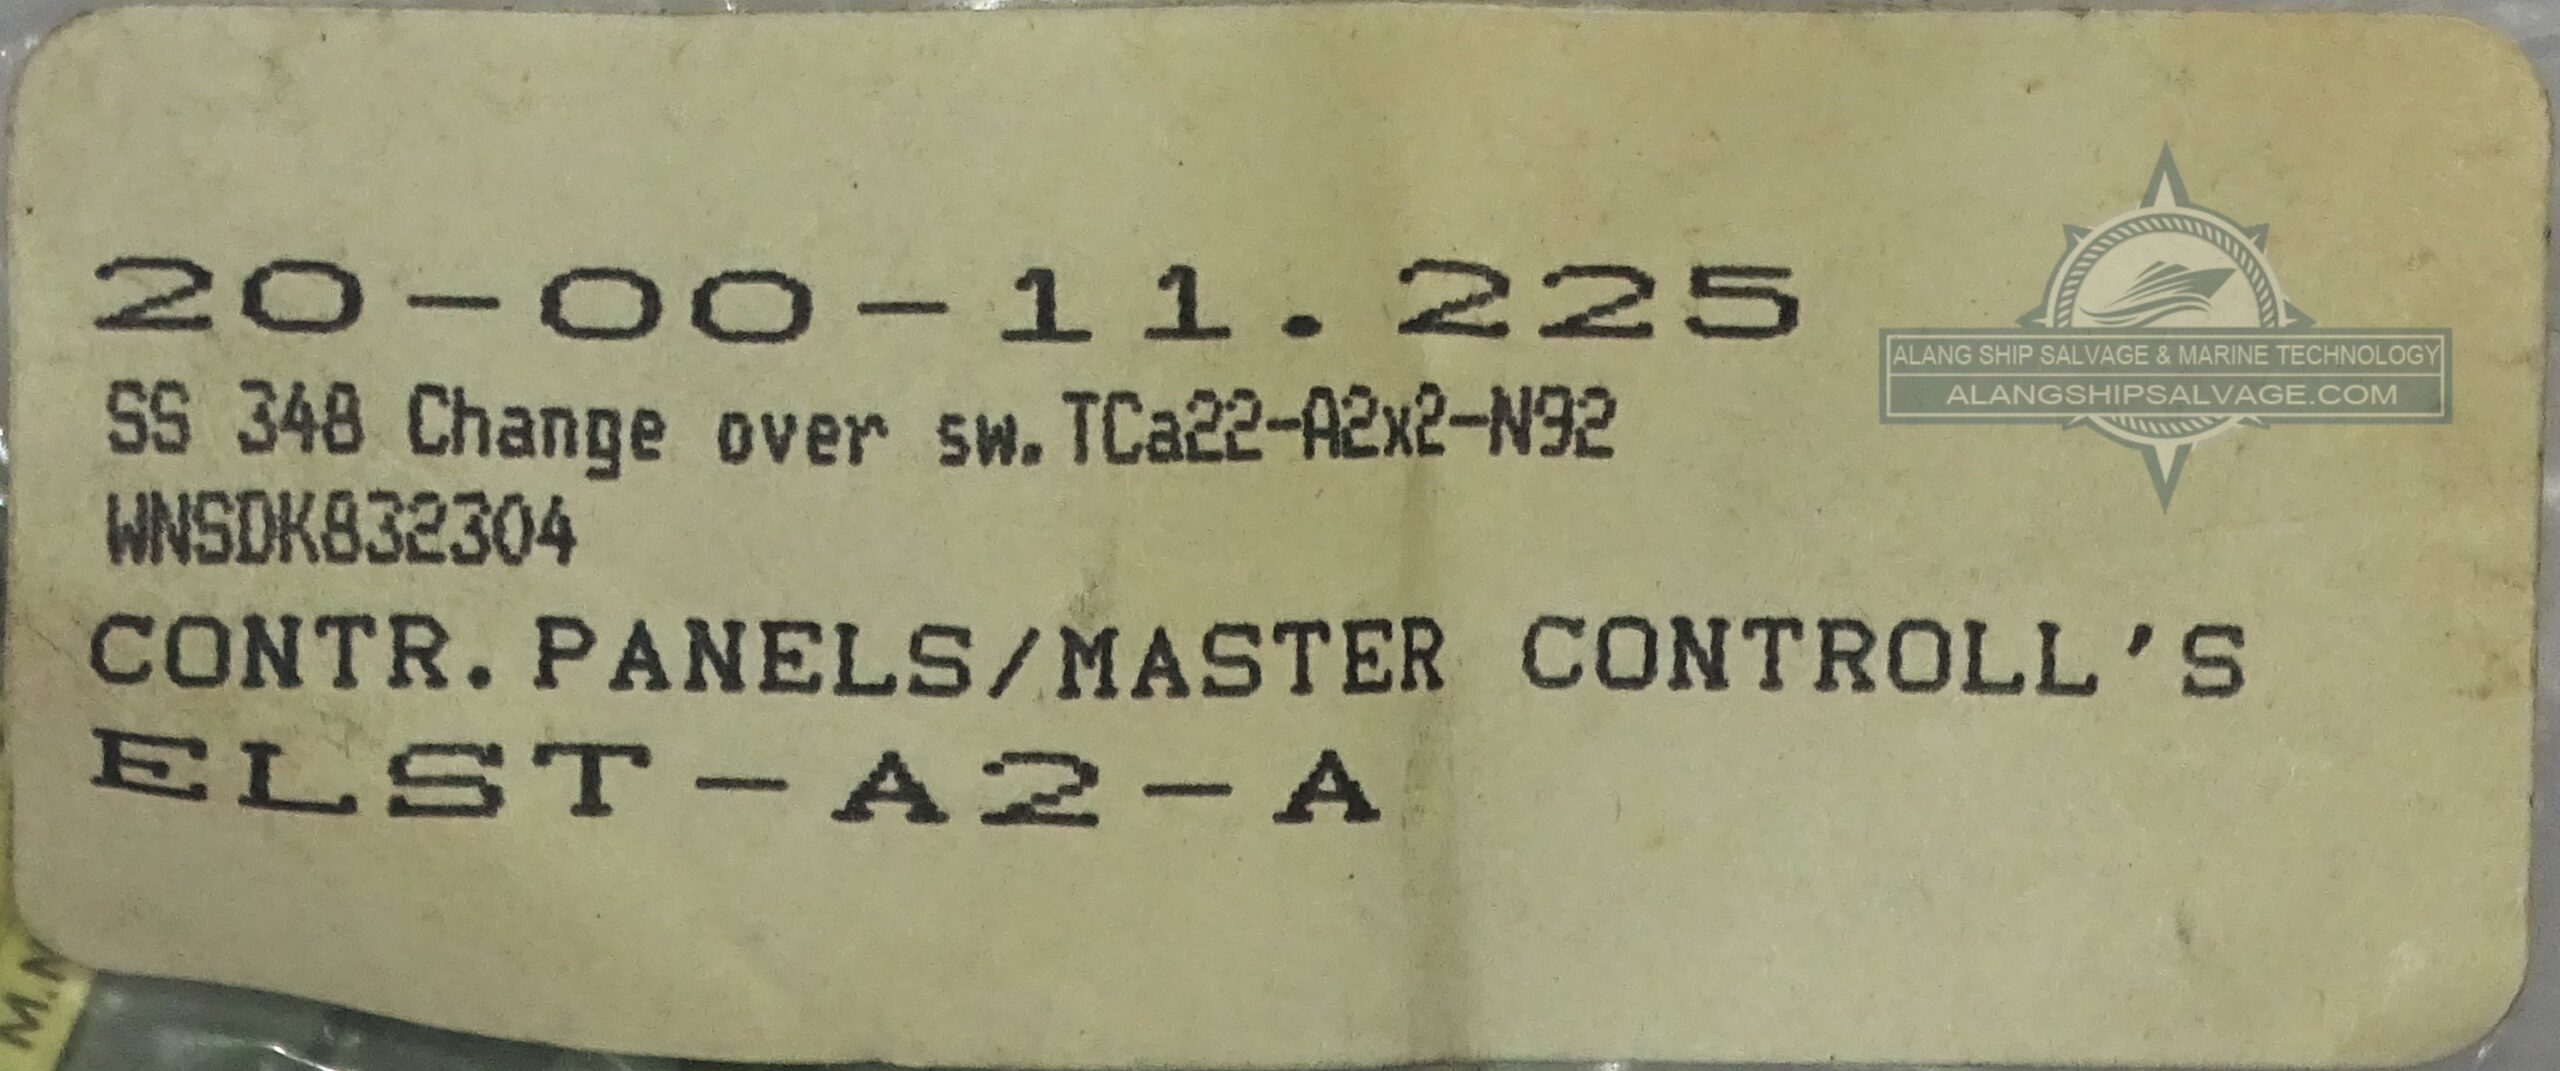 20-00-11.225
SS 348 Change over sw.TCa22-A2x2-N92
WNSDK832304
CONTR.PANELS/MASTER CONTROLL'S
ELST-A2-A
ALANG SHIP SALVAGE & MARINE TECHNOLOGY
ALANGSHIPSALVAGE.COM
M.N